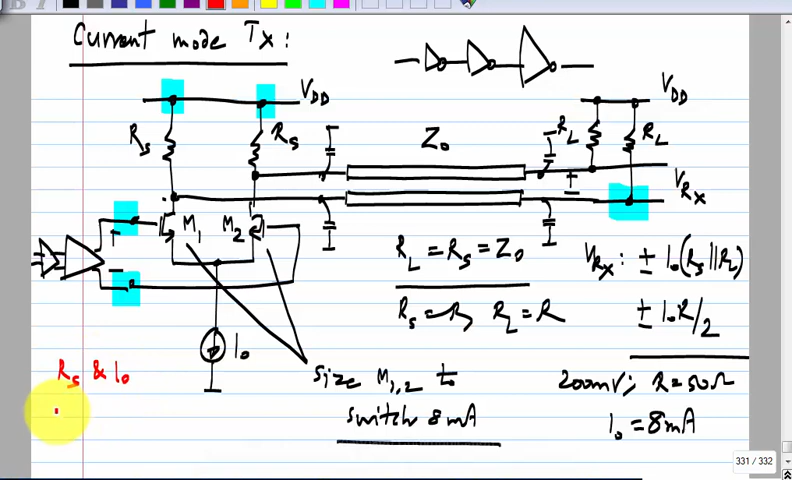 Current mode Tx:
VDD
VDD
Rs
Rs
Z0
RL
RL
VRX
+
-
M1
M2
+
-
RL = Rs = Z0
VRX : ± I0(Rs||RL)
Rs = R, RL = R
± I0R/2
I0
Rs & I0
size M1,2 to
switch 8mA
200mV; R=50Ω
I0 = 8mA
331 / 332